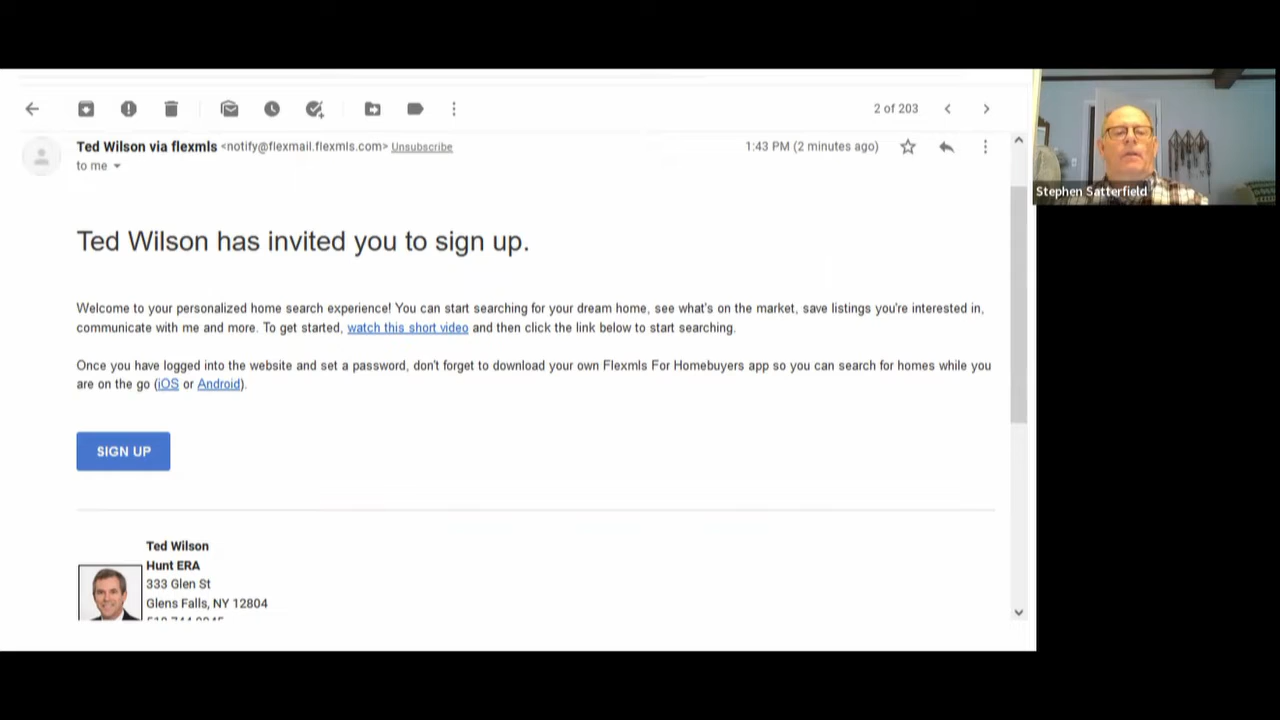 2 of 203
Ted Wilson via flexmls <notify@flexmail.flexmls.com> Unsubscribe
1:43 PM (2 minutes ago)
to me
Stephen Satterfield
Ted Wilson has invited you to sign up.
Welcome to your personalized home search experience! You can start searching for your dream home, see what's on the market, save listings you're interested in,
communicate with me and more. To get started, watch this short video and then click the link below to start searching.
Once you have logged into the website and set a password, don't forget to download your own Flexmls For Homebuyers app so you can search for homes while you
are on the go (iOS or Android).
SIGN UP
Ted Wilson
Hunt ERA
333 Glen St
Glens Falls, NY 12804